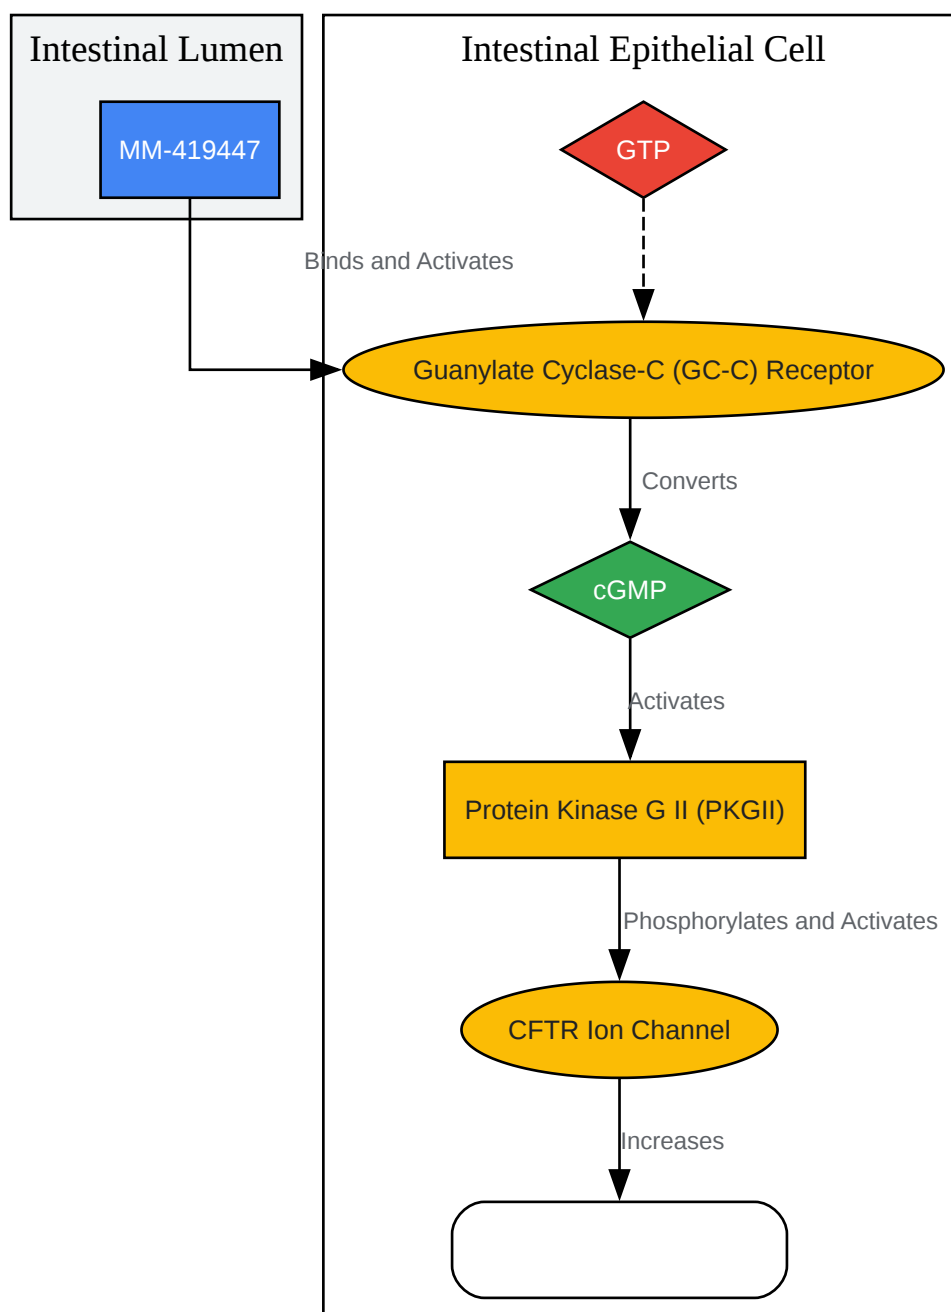 Intestinal Lumen
MM-419447
Intestinal Epithelial Cell
GTP
Binds and Activates
Guanylate Cyclase-C (GC-C) Receptor
Converts
cGMP
Activates
Protein Kinase G II (PKGII)
Phosphorylates and Activates
CFTR Ion Channel
Increases